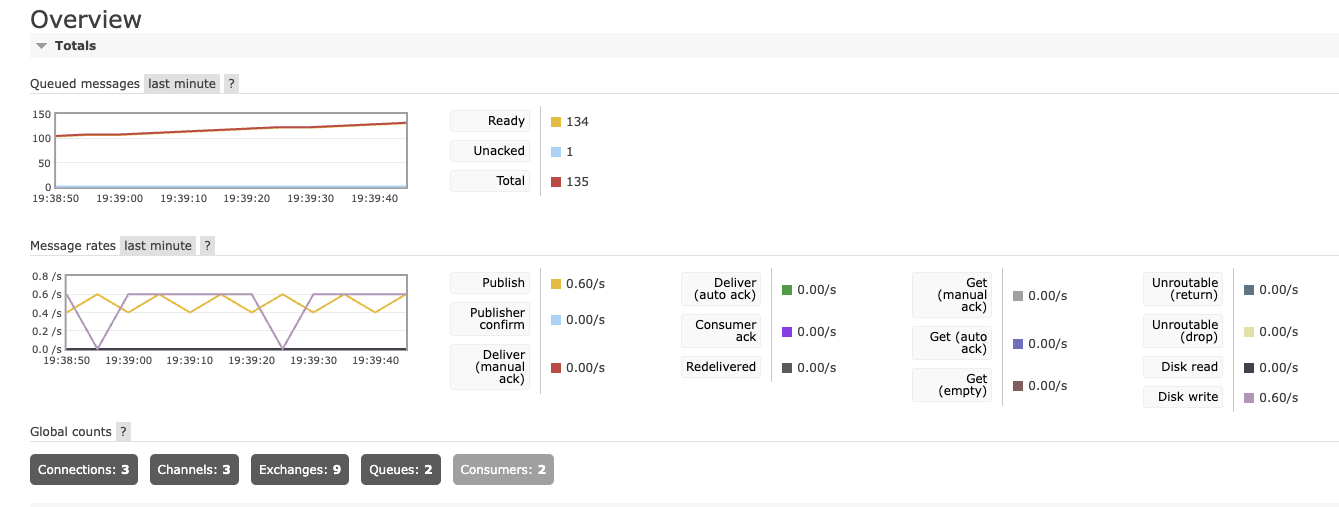 Overview
Totals
Queued messages last minute ?
150
100
50
0
19:38:50 19:39:00 19:39:10 19:39:20 19:39:30 19:39:40
Ready 134
Unacked 1
Total 135
Message rates last minute ?
0.8 /s
0.6 /s
0.4 /s
0.2 /s
0.0 /s
19:38:50 19:39:00 19:39:10 19:39:20 19:39:30 19:39:40
Publish 0.60/s
Publisher
confirm 0.00/s
Deliver
(manual
ack) 0.00/s
Deliver
(auto ack) 0.00/s
Consumer
ack 0.00/s
Redelivered 0.00/s
Get
(manual
ack) 0.00/s
Get (auto
ack) 0.00/s
Get
(empty) 0.00/s
Unroutable
(return) 0.00/s
Unroutable
(drop) 0.00/s
Disk read 0.00/s
Disk write 0.60/s
Global counts ?
Connections: 3 Channels: 3 Exchanges: 9 Queues: 2 Consumers: 2